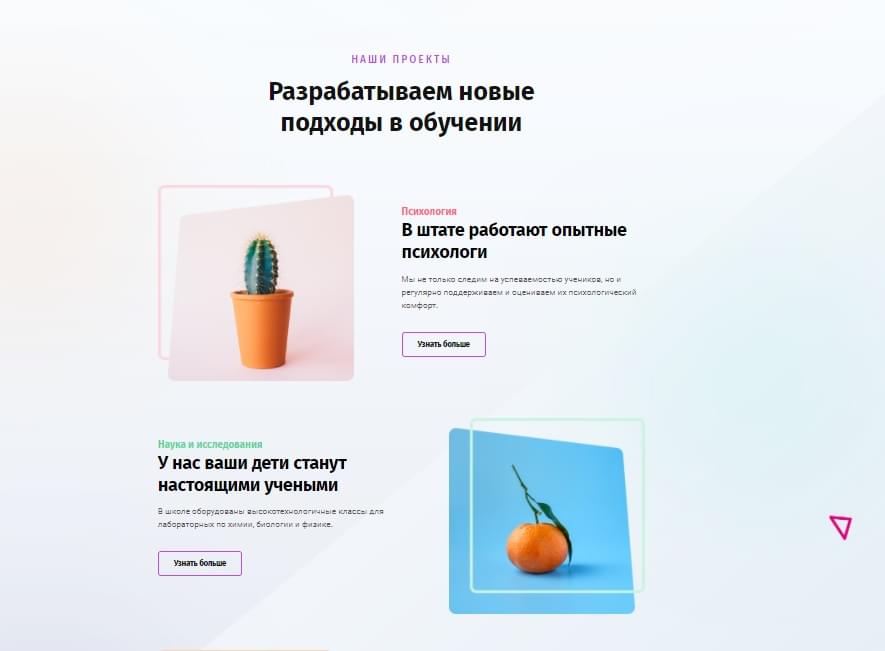 НАШИ ПРОЕКТЫ
Разрабатываем новые
подходы в обучении
Психология
В штате работают опытные
психологи
Мы не только следим на успеваемостью учеников, но и
регулярно поддерживаем и оцениваем их психологический
комфорт.
Узнать больше
Наука и исследования
У нас ваши дети станут
настоящими учеными
В школе оборудованы высокотехнологичные классы для
лабораторных по химии, биологии и физике.
Узнать больше